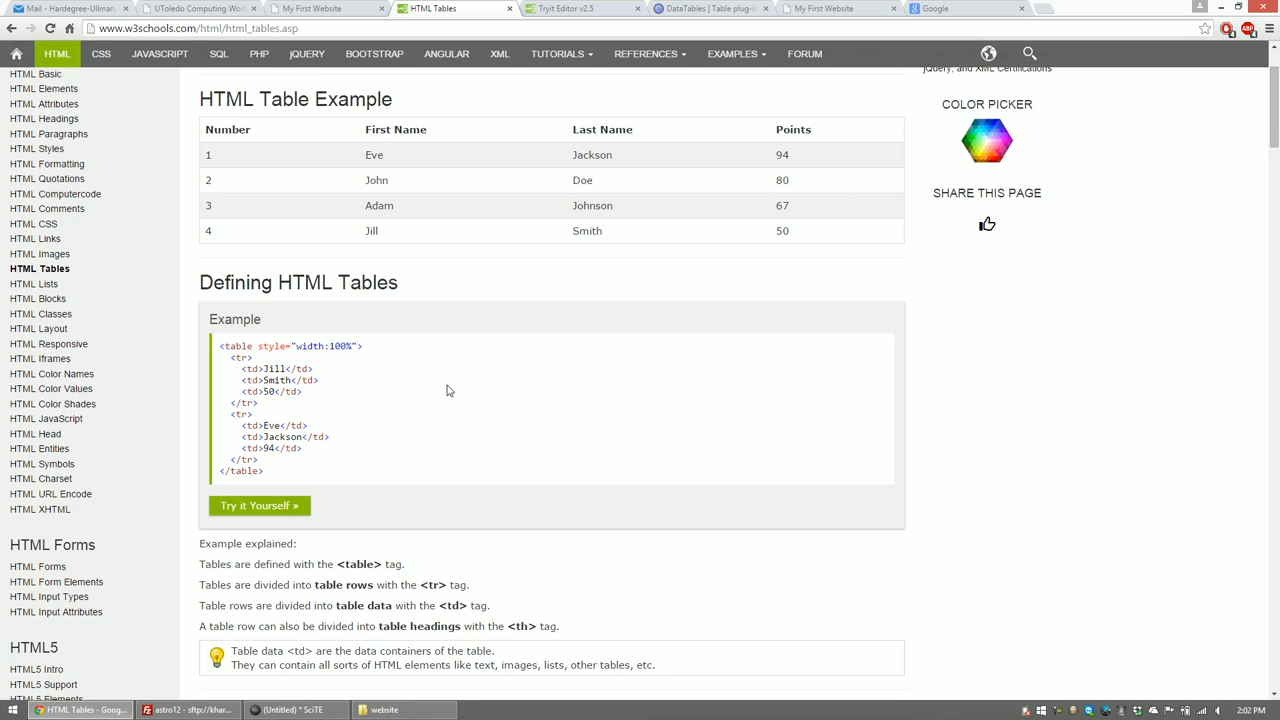 Mail - Hardegree-Ullman
UToledo Computing Wor
My First Website
HTML Tables
Tryit Editor v2.5
DataTables | Table plug-in
My First Website
Google
www.w3schools.com/html/html_tables.asp
HTML CSS JAVASCRIPT SQL PHP jQUERY BOOTSTRAP ANGULAR XML TUTORIALS REFERENCES EXAMPLES FORUM
HTML Basic
HTML Elements
HTML Attributes
HTML Headings
HTML Paragraphs
HTML Styles
HTML Formatting
HTML Quotations
HTML Computercode
HTML Comments
HTML CSS
HTML Links
HTML Images
HTML Tables
HTML Lists
HTML Blocks
HTML Classes
HTML Layout
HTML Responsive
HTML Iframes
HTML Color Names
HTML Color Values
HTML Color Shades
HTML JavaScript
HTML Head
HTML Entities
HTML Symbols
HTML Charset
HTML URL Encode
HTML XHTML
HTML Forms
HTML Forms
HTML Form Elements
HTML Input Types
HTML Input Attributes
HTML5
HTML5 Intro
HTML5 Support
HTML5 Elements
HTML Table Example
Number First Name Last Name Points
1 Eve Jackson 94
2 John Doe 80
3 Adam Johnson 67
4 Jill Smith 50
Defining HTML Tables
Example
<table style="width:100%">
<tr>
<td>Jill</td>
<td>Smith</td>
<td>50</td>
</tr>
<tr>
<td>Eve</td>
<td>Jackson</td>
<td>94</td>
</tr>
</table>
Try it Yourself »
Example explained:
Tables are defined with the <table> tag.
Tables are divided into table rows with the <tr> tag.
Table rows are divided into table data with the <td> tag.
A table row can also be divided into table headings with the <th> tag.
Table data <td> are the data containers of the table.
They can contain all sorts of HTML elements like text, images, lists, other tables, etc.
jQuery, and XML Certifications
COLOR PICKER
SHARE THIS PAGE
HTML Tables - Goog...
astro12 - sftp://khar...
(Untitled) * SciTE
website
2:02 PM